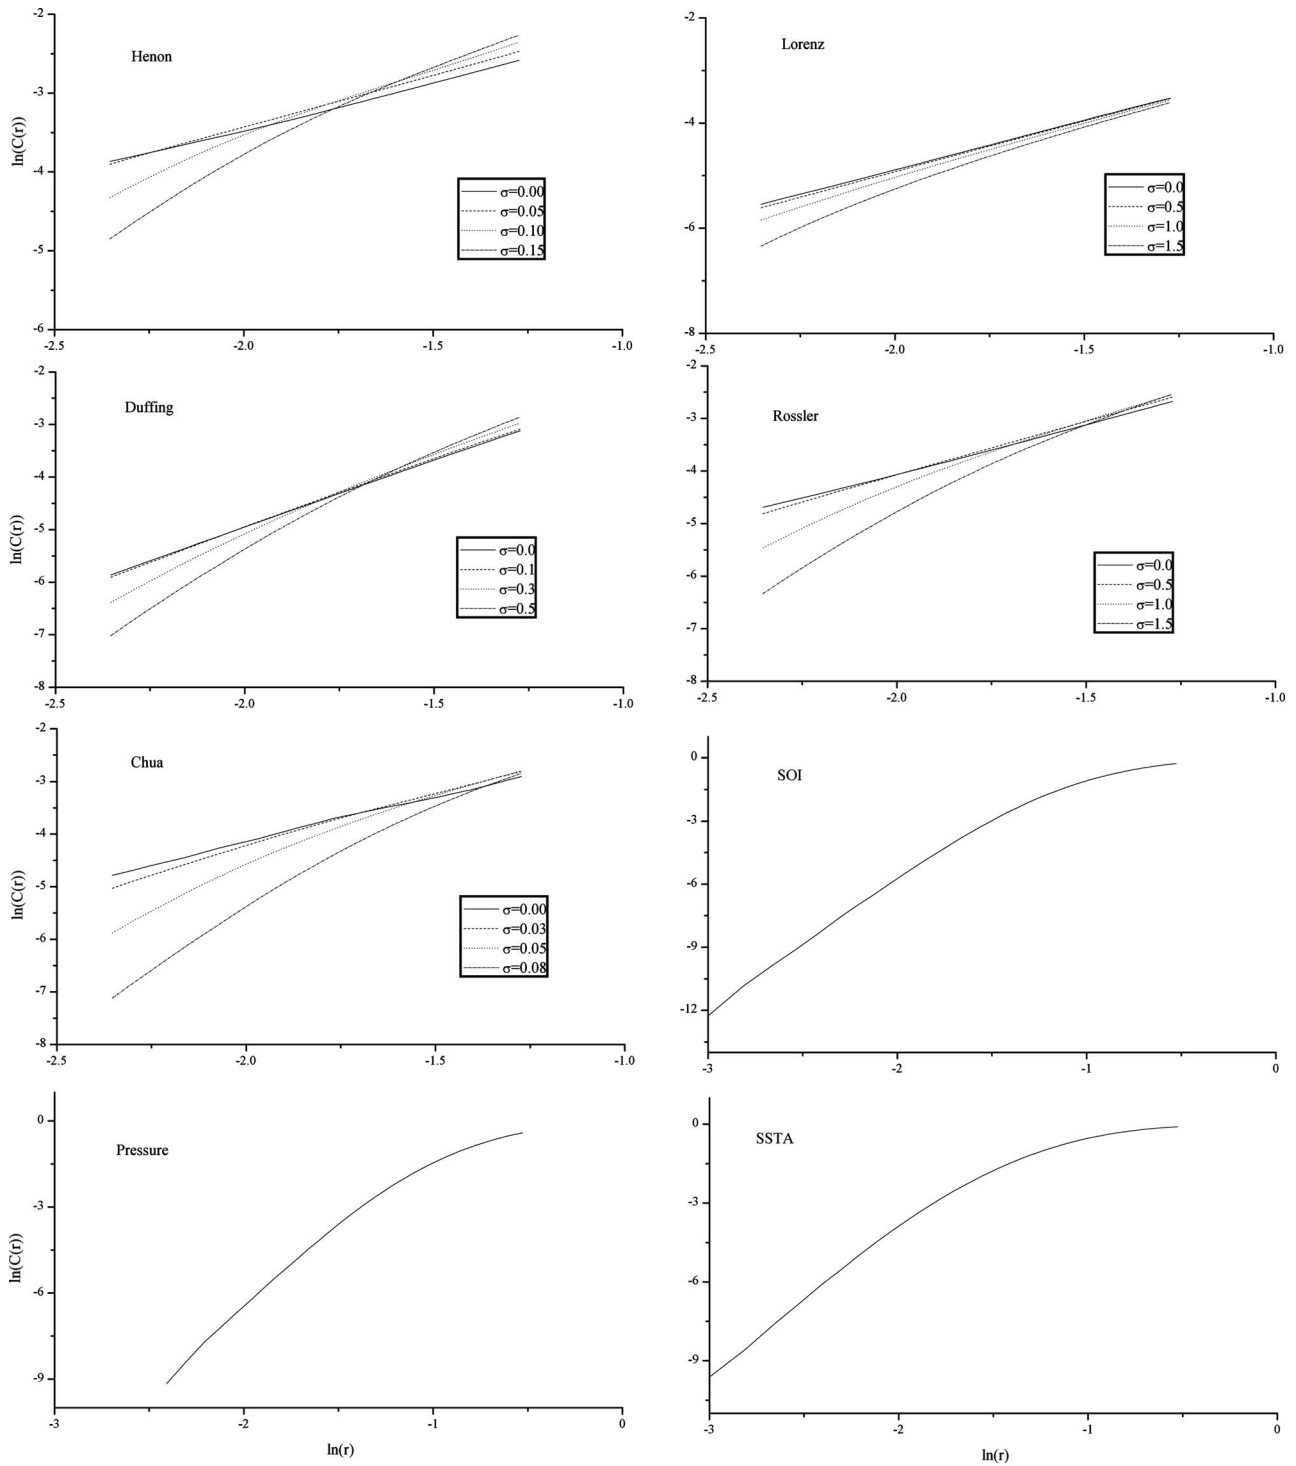 -2
Henon
-3
ln(C(r))
-4
σ=0.00
σ=0.05
σ=0.10
σ=0.15
-5
-6
-2.5
-2.0
-1.5
-1.0
-2
Lorenz
-4
σ=0.0
σ=0.5
σ=1.0
σ=1.5
-6
-8
-2.5
-2.0
-1.5
-1.0
-2
Duffing
-3
-4
ln(C(r))
-5
σ=0.0
σ=0.1
σ=0.3
σ=0.5
-6
-7
-8
-2.5
-2.0
-1.5
-1.0
-2
Rossler
-3
-4
-5
σ=0.0
σ=0.5
σ=1.0
σ=1.5
-6
-7
-8
-2.5
-2.0
-1.5
-1.0
-2
Chua
-3
-4
ln(C(r))
-5
σ=0.00
σ=0.03
σ=0.05
σ=0.08
-6
-7
-8
-2.5
-2.0
-1.5
-1.0
0
SOI
-3
-6
-9
-12
-3
-2
-1
0
0
Pressure
-3
ln(C(r))
-6
-9
-3
-2
-1
0
ln(r)
0
SSTA
-3
-6
-9
-3
-2
-1
0
ln(r)